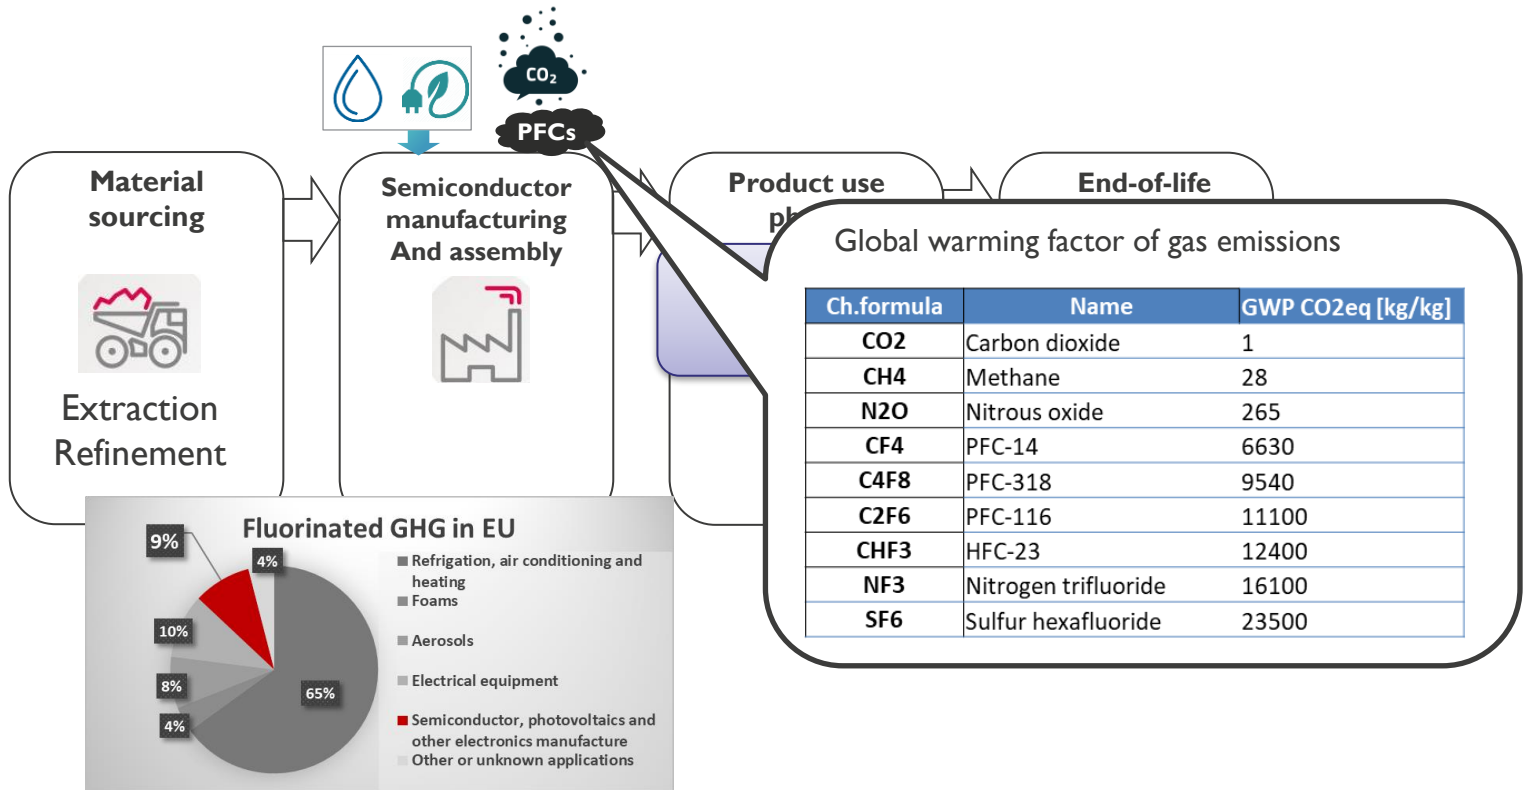 CO2
PFCs
Material
sourcing
Extraction
Refinement
Semiconductor
manufacturing
And assembly
Product use
End-of-life
Global warming factor of gas emissions
Ch.formula Name GWP CO2eq [kg/kg]
CO2 Carbon dioxide 1
CH4 Methane 28
N2O Nitrous oxide 265
CF4 PFC-14 6630
C4F8 PFC-318 9540
C2F6 PFC-116 11100
CHF3 HFC-23 12400
NF3 Nitrogen trifluoride 16100
SF6 Sulfur hexafluoride 23500
Fluorinated GHG in EU
9%
4%
10%
8%
4%
65%
Refrigation, air conditioning and
heating
Foams
Aerosols
Electrical equipment
Semiconductor, photovoltaics and
other electronics manufacture
Other or unknown applications